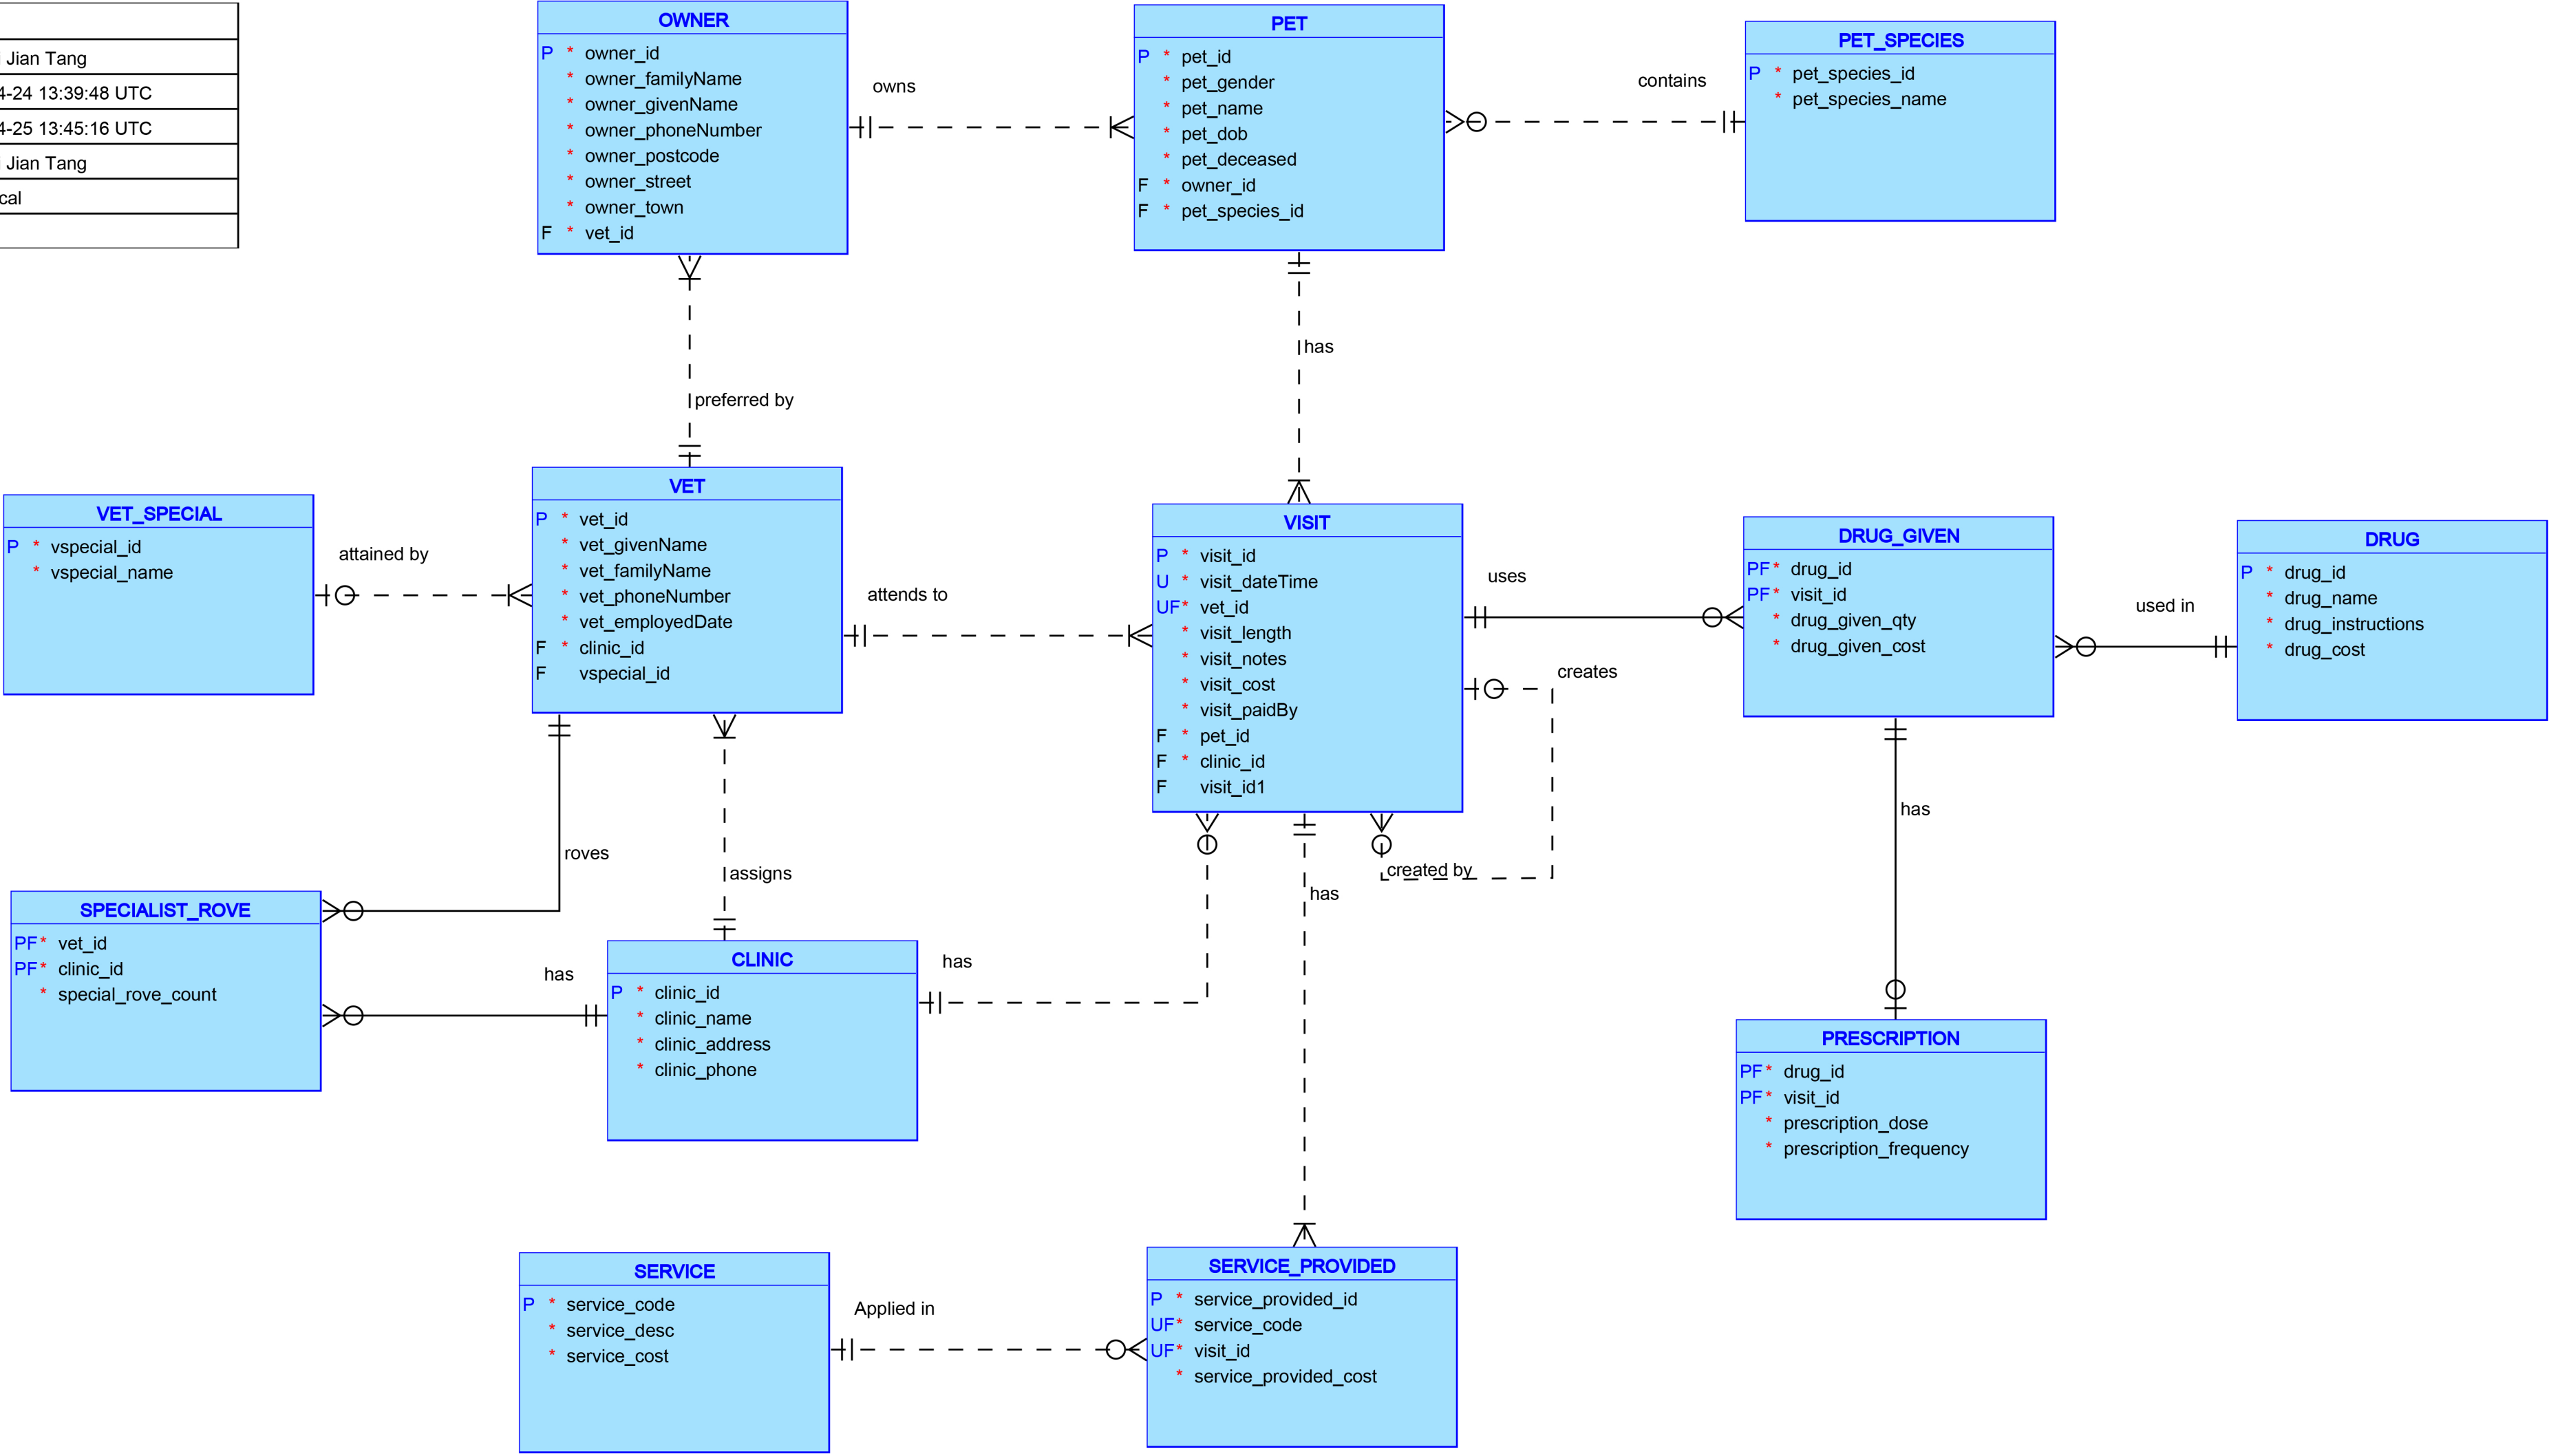 Jian Tang
4-24 13:39:48 UTC
4-25 13:45:16 UTC
Jian Tang
cal
OWNER
P * owner_id
* owner_familyName
* owner_givenName
* owner_phoneNumber
* owner_postcode
* owner_street
* owner_town
F * vet_id
owns
PET
P * pet_id
* pet_gender
* pet_name
* pet_dob
* pet_deceased
F * owner_id
F * pet_species_id
contains
PET_SPECIES
P * pet_species_id
* pet_species_name
preferred by
has
VET_SPECIAL
P * vspecial_id
* vspecial_name
attained by
VET
P * vet_id
* vet_givenName
* vet_familyName
* vet_phoneNumber
* vet_employedDate
F * clinic_id
F vspecial_id
attends to
VISIT
P * visit_id
U * visit_dateTime
UF* vet_id
* visit_length
* visit_notes
* visit_cost
* visit_paidBy
F * pet_id
F * clinic_id
F visit_id1
uses
creates
created by
DRUG_GIVEN
PF* drug_id
PF* visit_id
* drug_given_qty
* drug_given_cost
used in
DRUG
P * drug_id
* drug_name
* drug_instructions
* drug_cost
roves
assigns
has
has
SPECIALIST_ROVE
PF* vet_id
PF* clinic_id
* special_rove_count
has
CLINIC
P * clinic_id
* clinic_name
* clinic_address
* clinic_phone
has
PRESCRIPTION
PF* drug_id
PF* visit_id
* prescription_dose
* prescription_frequency
SERVICE
P * service_code
* service_desc
* service_cost
Applied in
SERVICE_PROVIDED
P * service_provided_id
UF* service_code
UF* visit_id
* service_provided_cost